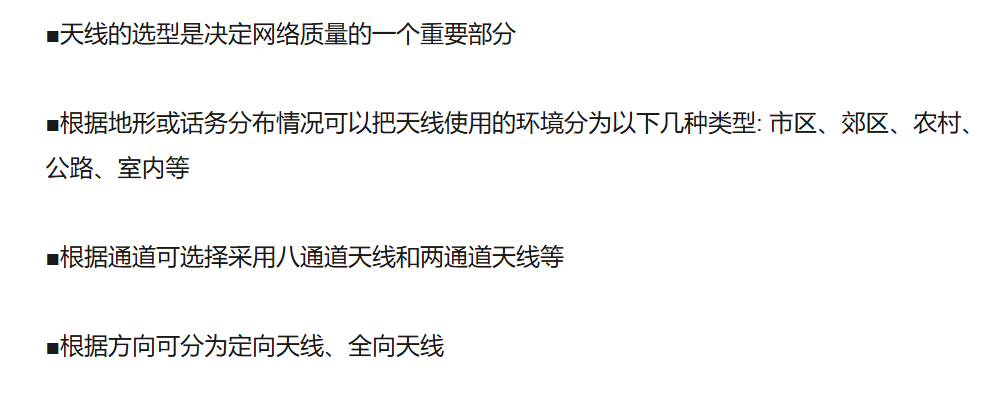 ■天线的选型是决定网络质量的一个重要部分
■根据地形或话务分布情况可以把天线使用的环境分为以下几种类型: 市区、郊区、农村、
公路、室内等
■根据通道可选择采用八通道天线和两通道天线等
■根据方向可分为定向天线、全向天线